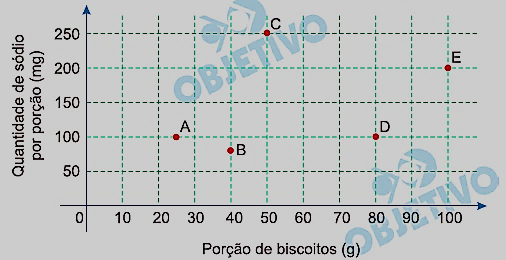 Quantidade de sódio
por porção (mg)
250
200
150
100
50
0 10 20 30 40 50 60 70 80 90 100
Porção de biscoitos (g)
A
B
C
D
E
OBJETIVO
OBJETIVO